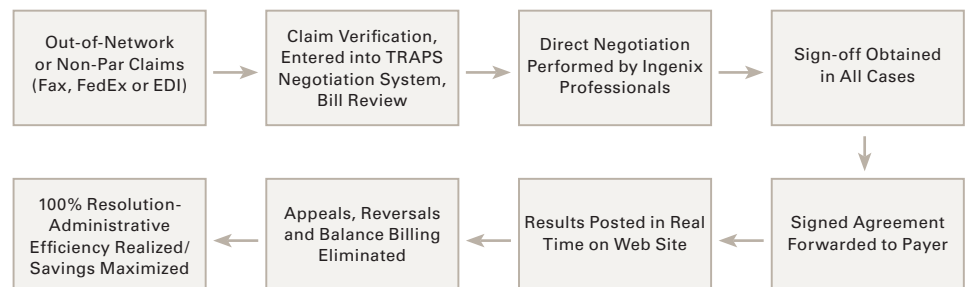 Out-of-Network
or Non-Par Claims
(Fax, FedEx or EDI)
Claim Verification,
Entered into TRAPS
Negotiation System,
Bill Review
Direct Negotiation
Performed by Ingenix
Professionals
Sign-off Obtained
in All Cases
Signed Agreement
Forwarded to Payer
Results Posted in Real
Time on Web Site
Appeals, Reversals
and Balance Billing
Eliminated
100% Resolution-
Administrative
Efficiency Realized/
Savings Maximized